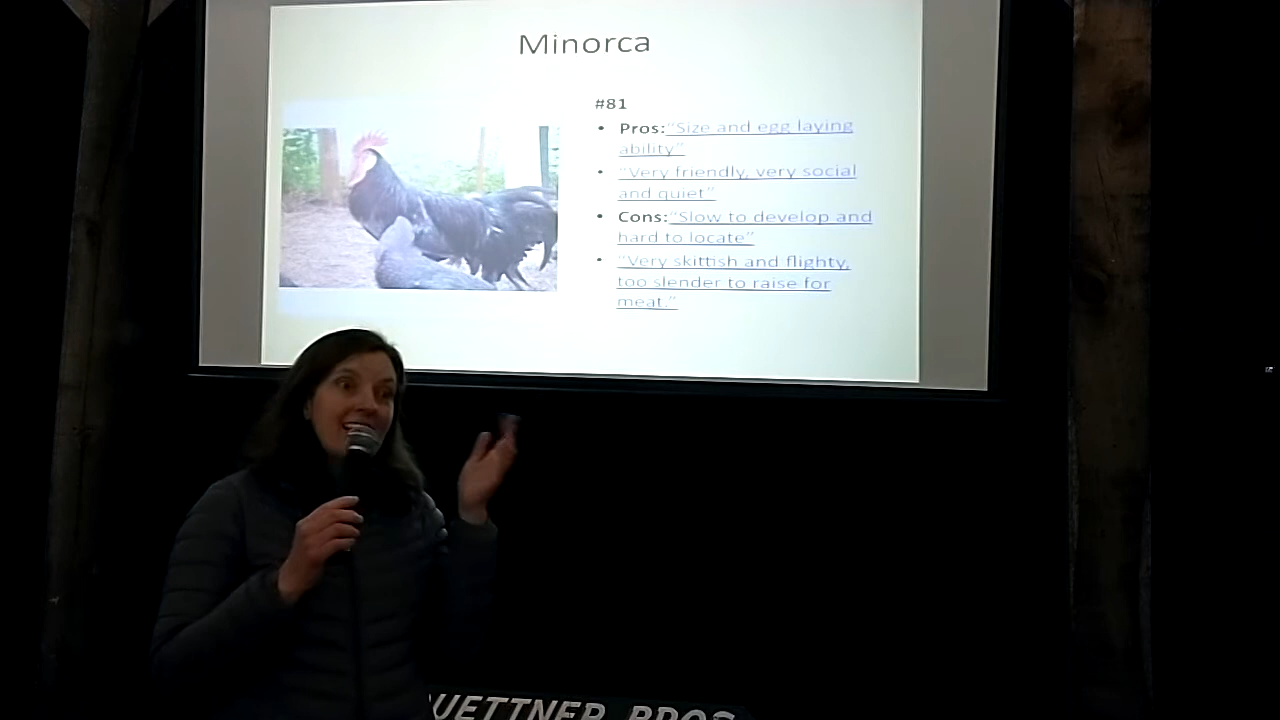 Minorca
#81
• Pros:"Size and egg laying
ability"
• "Very friendly, very social
and quiet"
• Cons:"Slow to develop and
hard to locate"
• "Very skittish and flighty,
too slender to raise for
meat."
UETTNER BROS